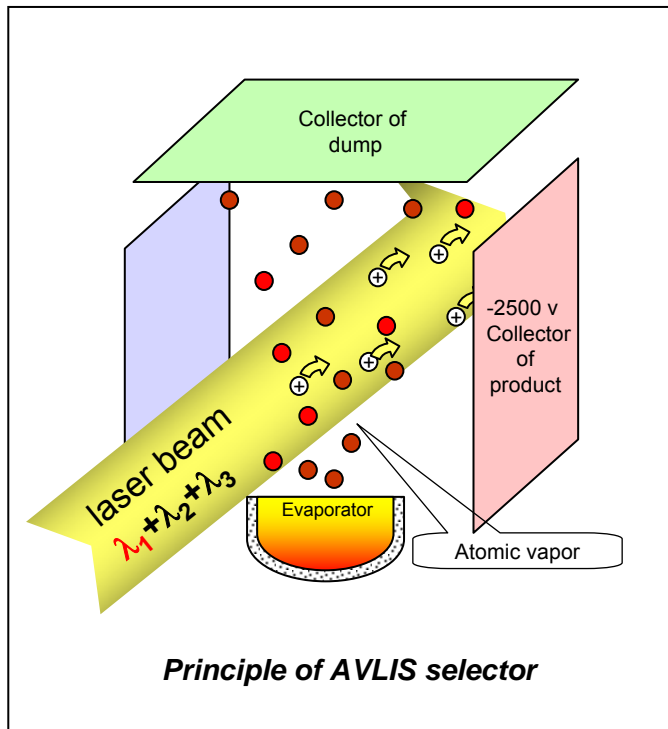 Collector of
dump
-2500 v
Collector
of
product
laser beam
λ1+λ2+λ3
Evaporator
Atomic vapor
Principle of AVLIS selector